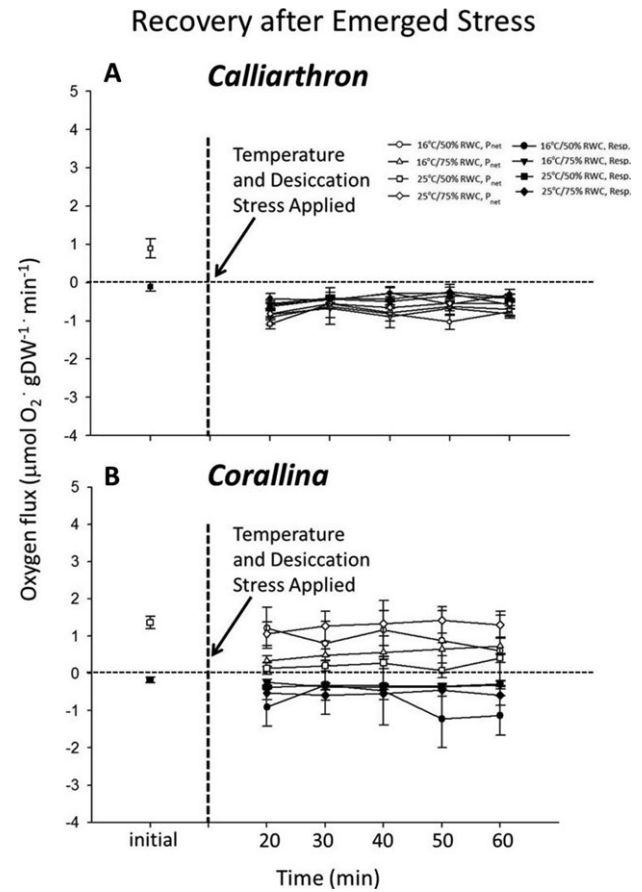 Recovery after Emerged Stress
A
Calliarthron
5
4
3
2
1
0
-1
-2
-3
-4
Temperature
and Desiccation
Stress Applied
16°C/50% RWC, Pnet
16°C/75% RWC, Pnet
25°C/50% RWC, Pnet
25°C/75% RWC, Pnet
16°C/50% RWC, Resp.
16°C/75% RWC, Resp.
25°C/50% RWC, Resp.
25°C/75% RWC, Resp.
Oxygen flux (µmol O₂ · gDW⁻¹ · min⁻¹)
B
Corallina
5
4
3
2
1
0
-1
-2
-3
-4
Temperature
and Desiccation
Stress Applied
initial 20 30 40 50 60
Time (min)